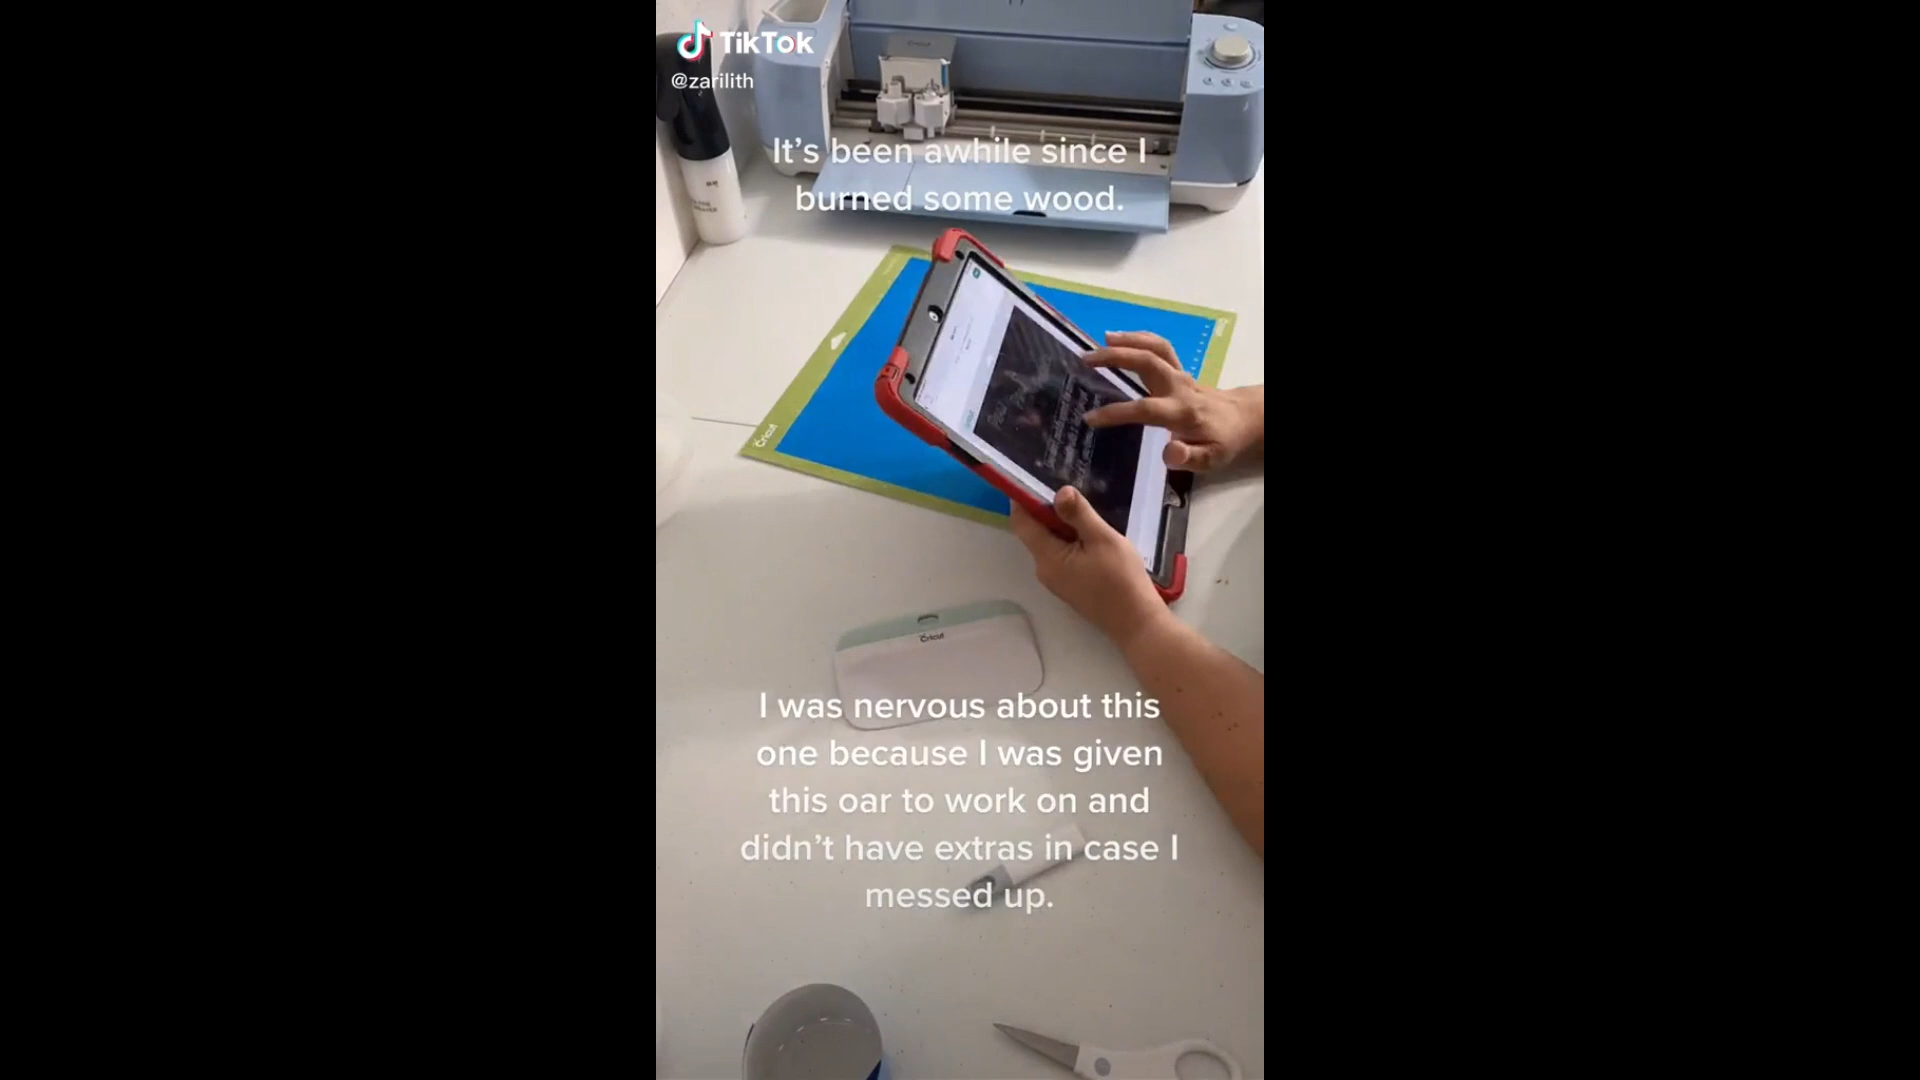 TikTok
@zarilith
It's been awhile since I
burned some wood.
Cricut
Cricut
I was nervous about this
one because I was given
this oar to work on and
didn't have extras in case I
messed up.